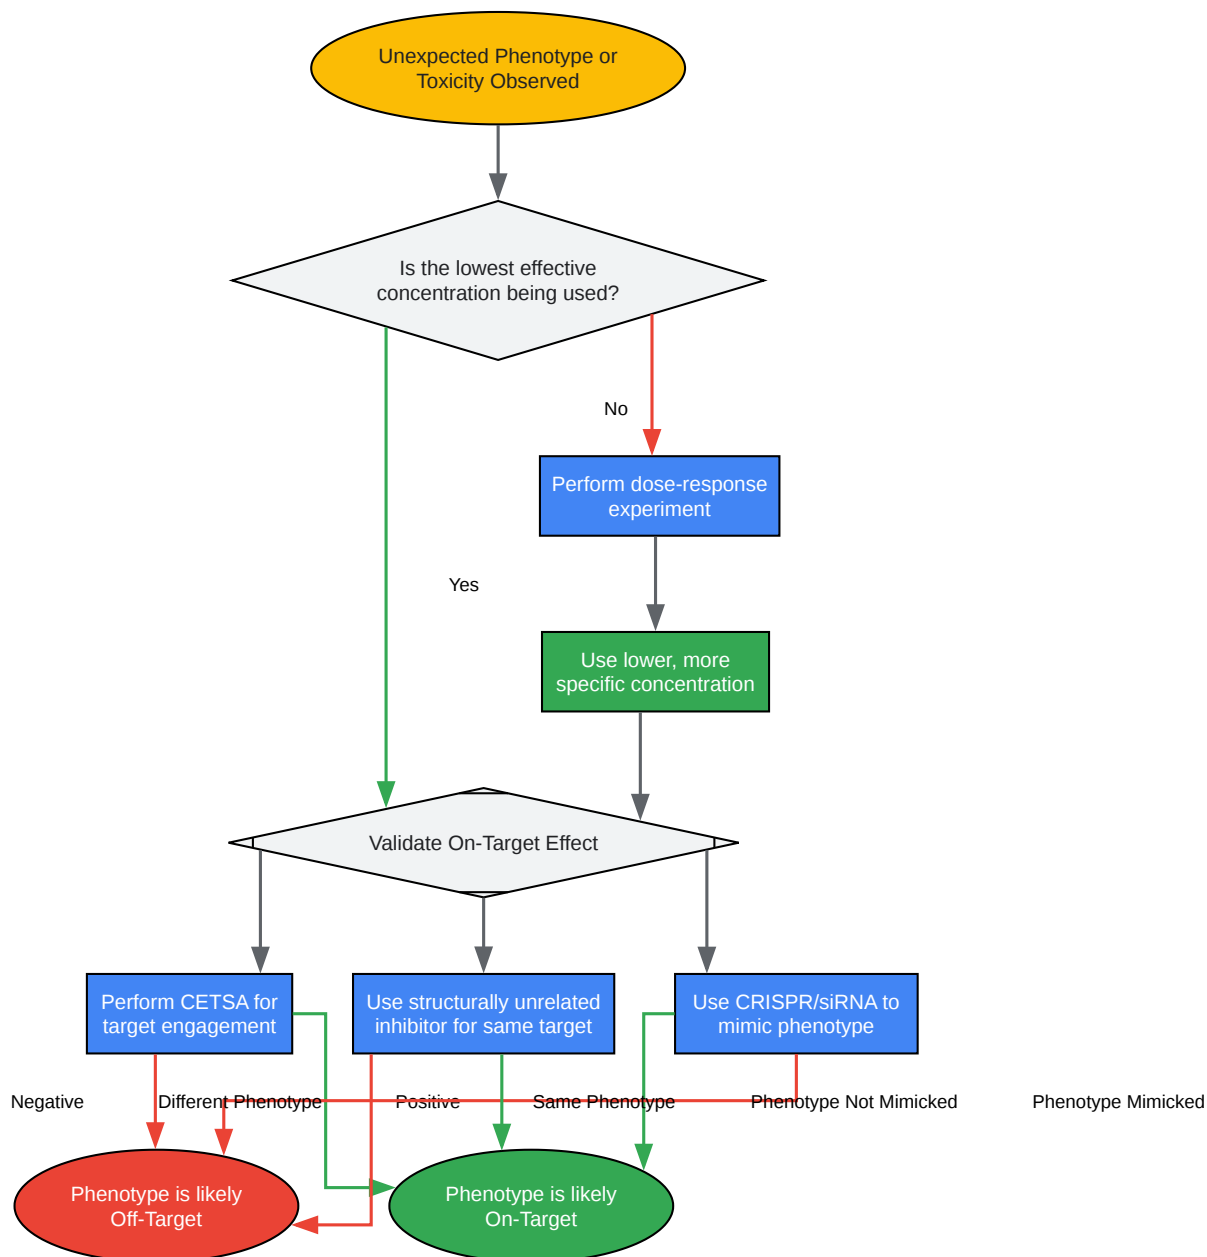 Unexpected Phenotype or
Toxicity Observed
Is the lowest effective
concentration being used?
No
Perform dose-response
experiment
Yes
Use lower, more
specific concentration
Validate On-Target Effect
Perform CETSA for
target engagement
Use structurally unrelated
inhibitor for same target
Use CRISPR/siRNA to
mimic phenotype
Negative
Different Phenotype
Positive
Same Phenotype
Phenotype Not Mimicked
Phenotype Mimicked
Phenotype is likely
Off-Target
Phenotype is likely
On-Target